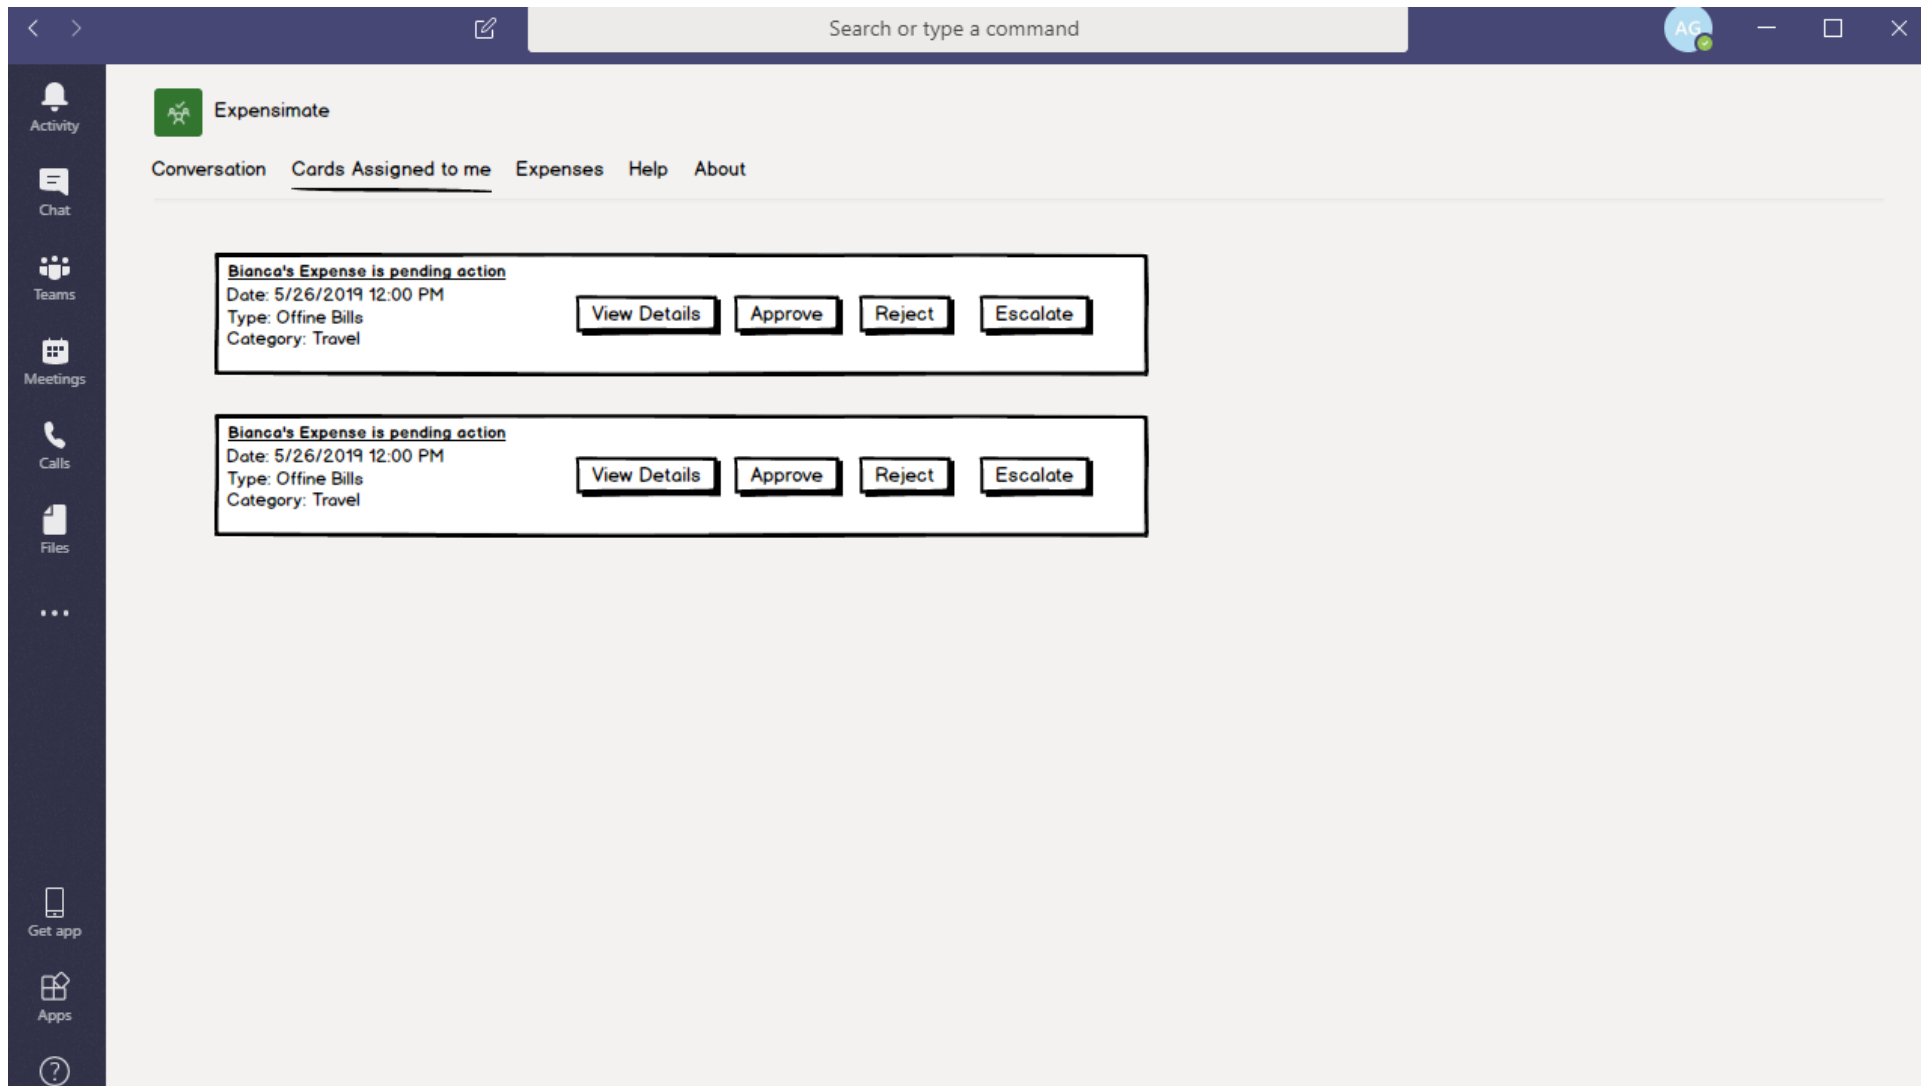 Search or type a command
AG
Activity
Chat
Teams
Meetings
Calls
Files
Get app
Apps
Expensimate
Conversation Cards Assigned to me Expenses Help About
Bianca's Expense is pending action
Date: 5/26/2019 12:00 PM
Type: Offine Bills
Category: Travel
View Details Approve Reject Escalate
Bianca's Expense is pending action
Date: 5/26/2019 12:00 PM
Type: Offine Bills
Category: Travel
View Details Approve Reject Escalate